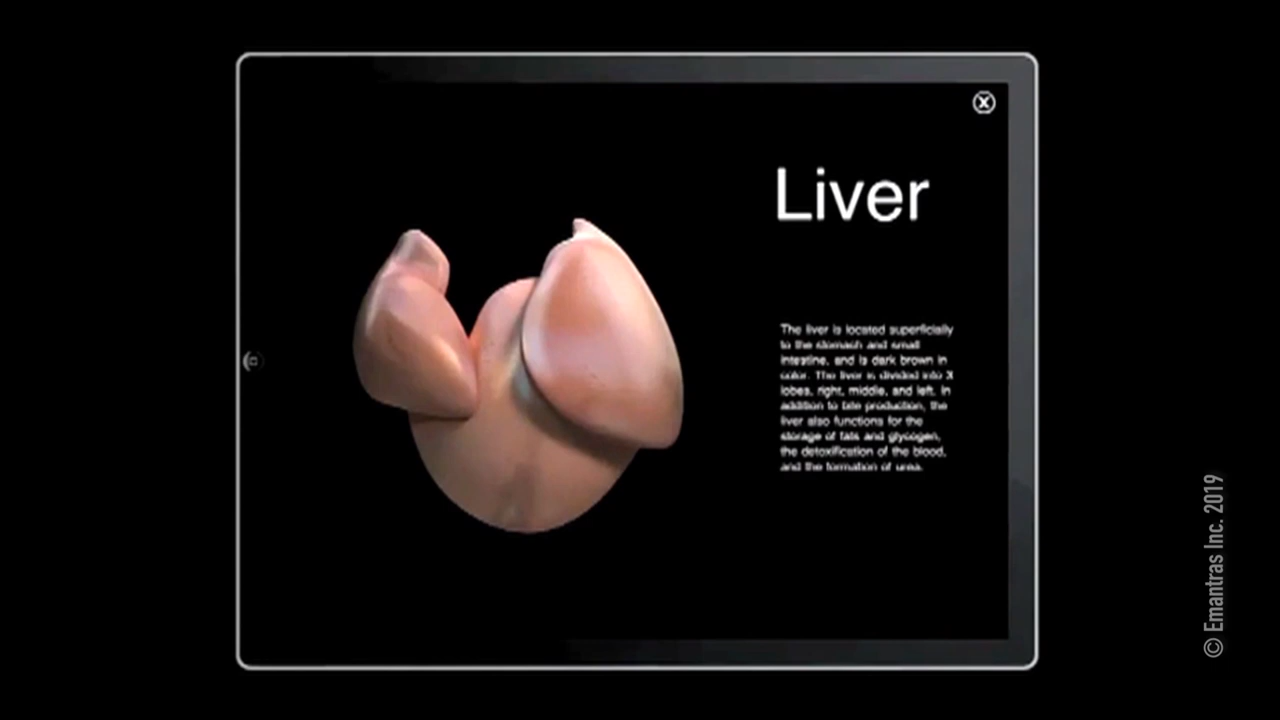 Liver
The liver is located superficially
to the stomach and small
intestine, and is dark brown in
color. The liver is divided into 3
lobes, right, middle, and left. In
addition to bile production, the
liver also functions for the
storage of fats and glycogen,
the detoxification of the blood,
and the formation of urea.
© Emantras Inc. 2019